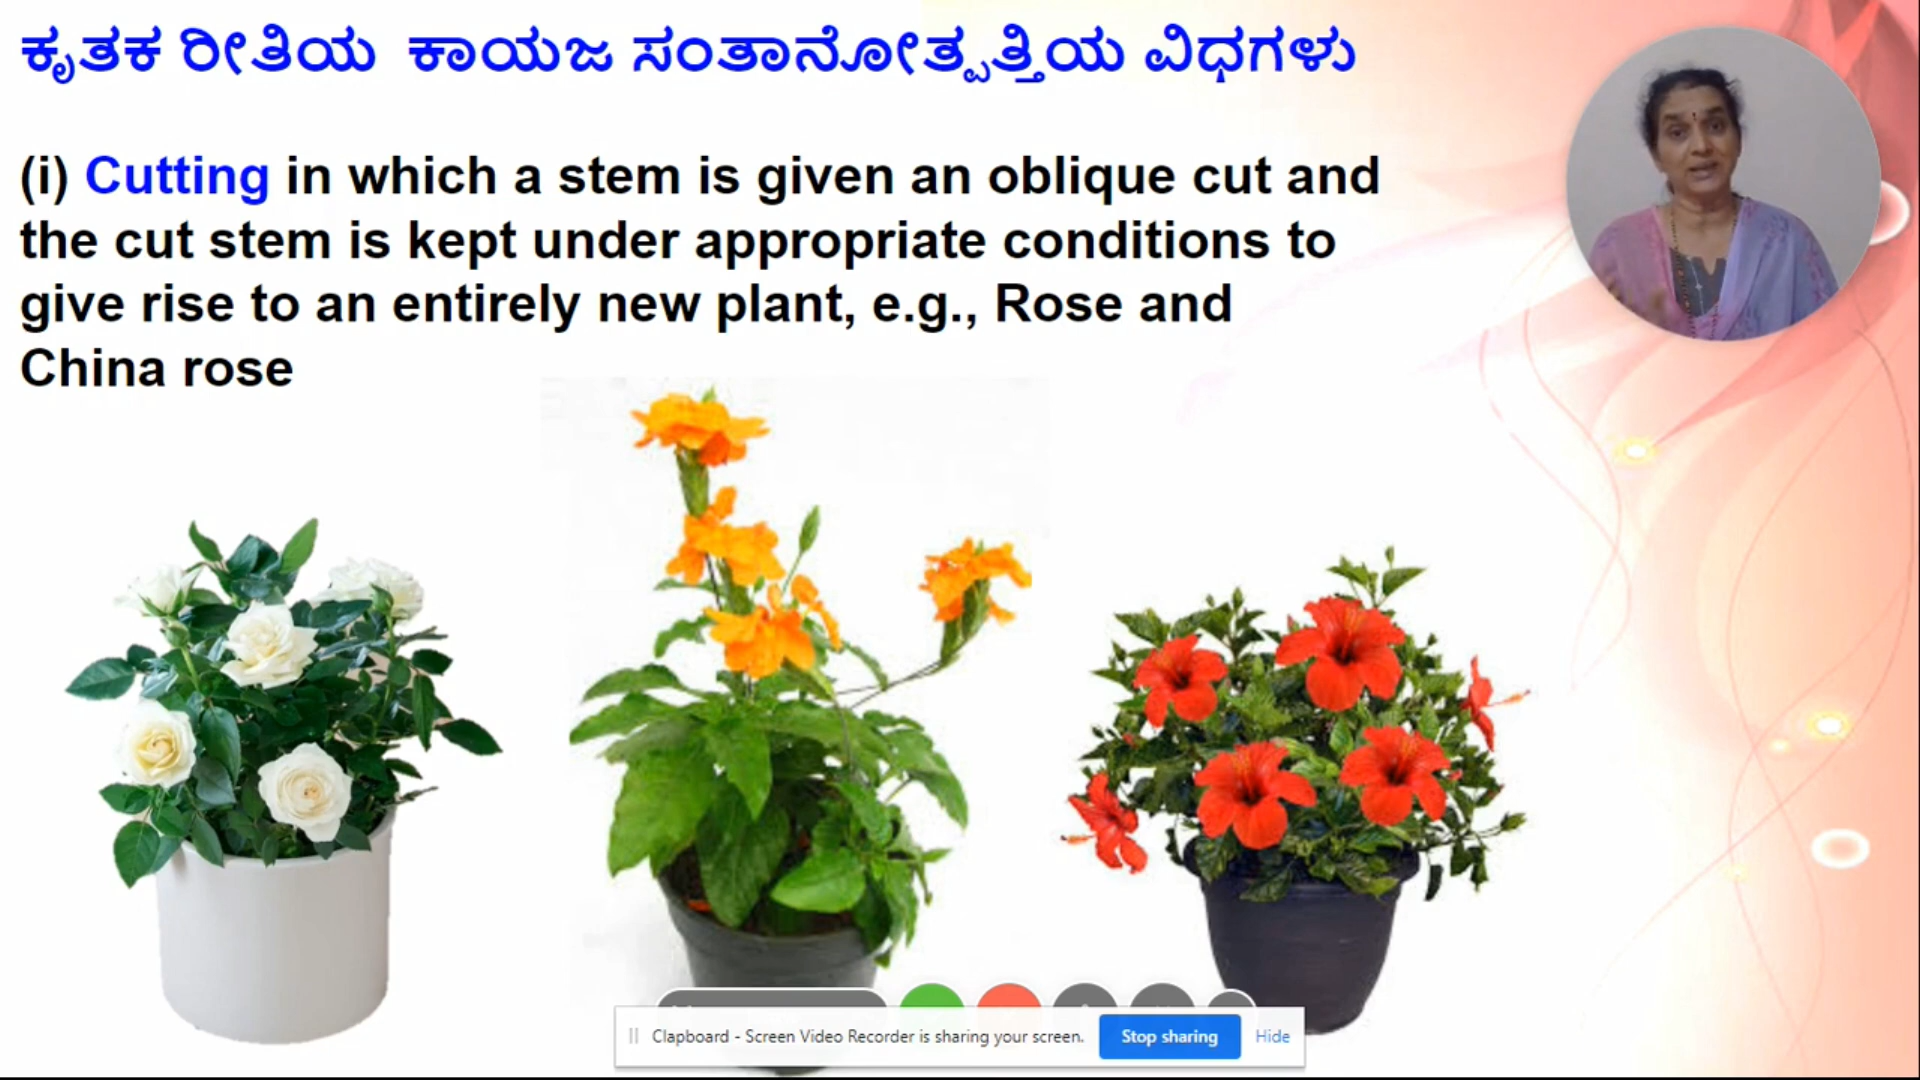 ಕೃತಕ ರೀತಿಯ ಕಾಯಜ ಸಂತಾನೋತ್ಪತ್ತಿಯ ವಿಧಗಳು
(i) Cutting in which a stem is given an oblique cut and
the cut stem is kept under appropriate conditions to
give rise to an entirely new plant, e.g., Rose and
China rose
Clapboard - Screen Video Recorder is sharing your screen. Stop sharing Hide